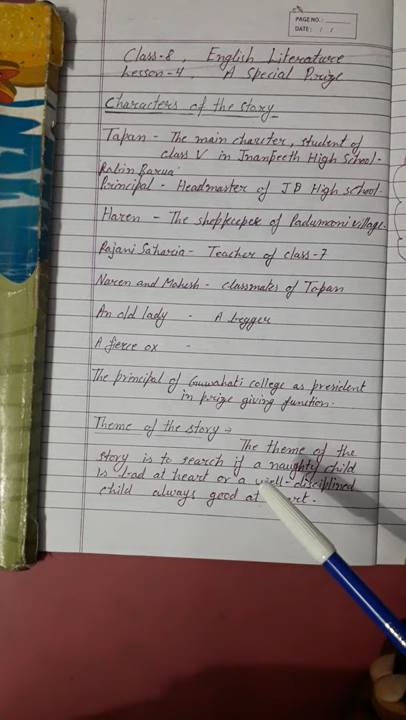 PAGE NO.:
DATE: / /
Class-8, English Literature
Lesson-4, A Special Prize
Characters of the story
Tapan - The main charcter, student of
class V in Jnanpeeth High School.
Robin Barua
Principal - Headmaster of J B High school.
Haren - The shopkeeper of Padumoni village.
Rajani Saharia - Teacher of class-7
Naren and Mahesh - classmates of Tapan
An old lady - A begger
A fierce ox -
The principal of Guwahati college as president
in prize giving function.
Theme of the story ⇒
The theme of the
story is to search if a naughty child
is bad at heart or a well-disciplined
child always good at